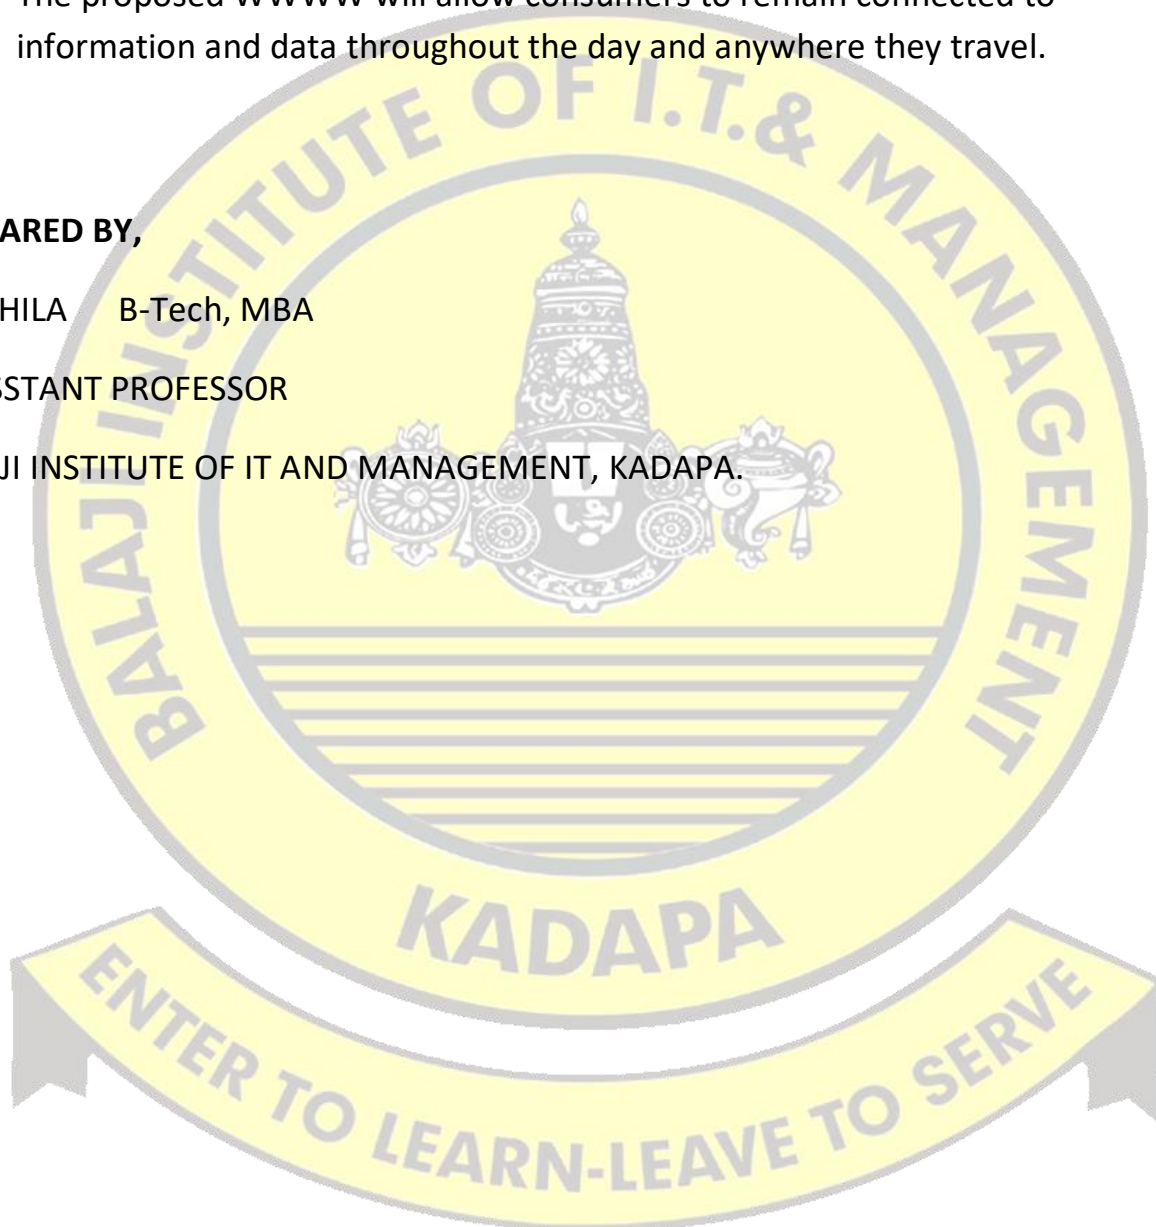 The proposed WWWW will allow consumers to remain connected to
information and data throughout the day and anywhere they travel.
ARED BY,
HILA B-Tech, MBA
SSTANT PROFESSOR
JI INSTITUTE OF IT AND MANAGEMENT, KADAPA.
BALAJI INSTITUTE OF I.T.& MANAGEMENT
KADAPA
ENTER TO LEARN-LEAVE TO SERVE